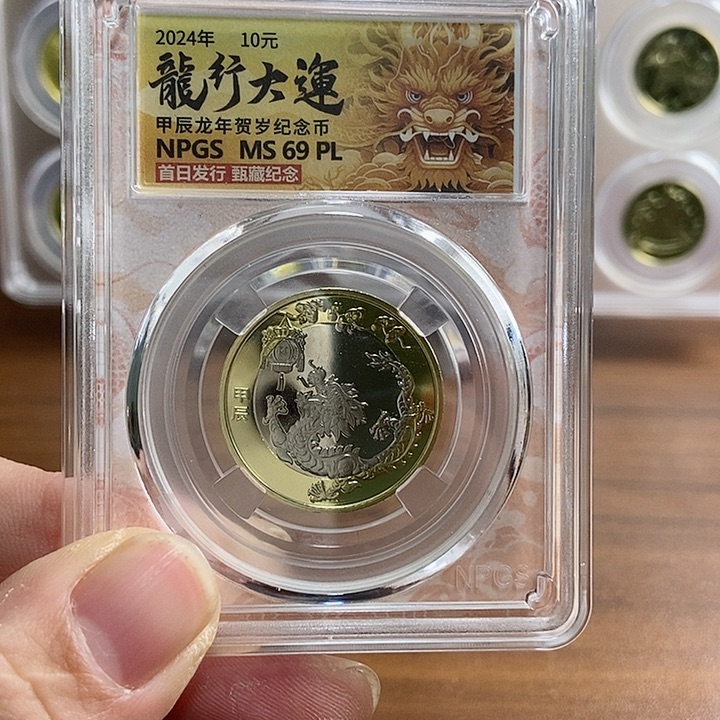 2024年 10元
龍行大運
甲辰龙年贺岁纪念币
NPGS MS 69 PL
首日发行 甄藏纪念
甲辰
NPGS